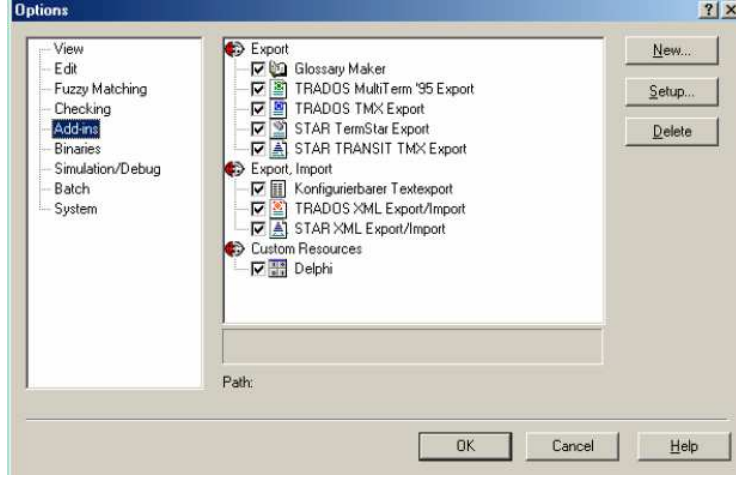 Options
View
Edit
Fuzzy Matching
Checking
Add-ins
Binaries
Simulation/Debug
Batch
System
Export
Glossary Maker
TRADOS MultiTerm '95 Export
TRADOS TMX Export
STAR TermStar Export
STAR TRANSIT TMX Export
Export, Import
Konfigurierbarer Textexport
TRADOS XML Export/Import
STAR XML Export/Import
Custom Resources
Delphi
Path:
New...
Setup...
Delete
OK
Cancel
Help